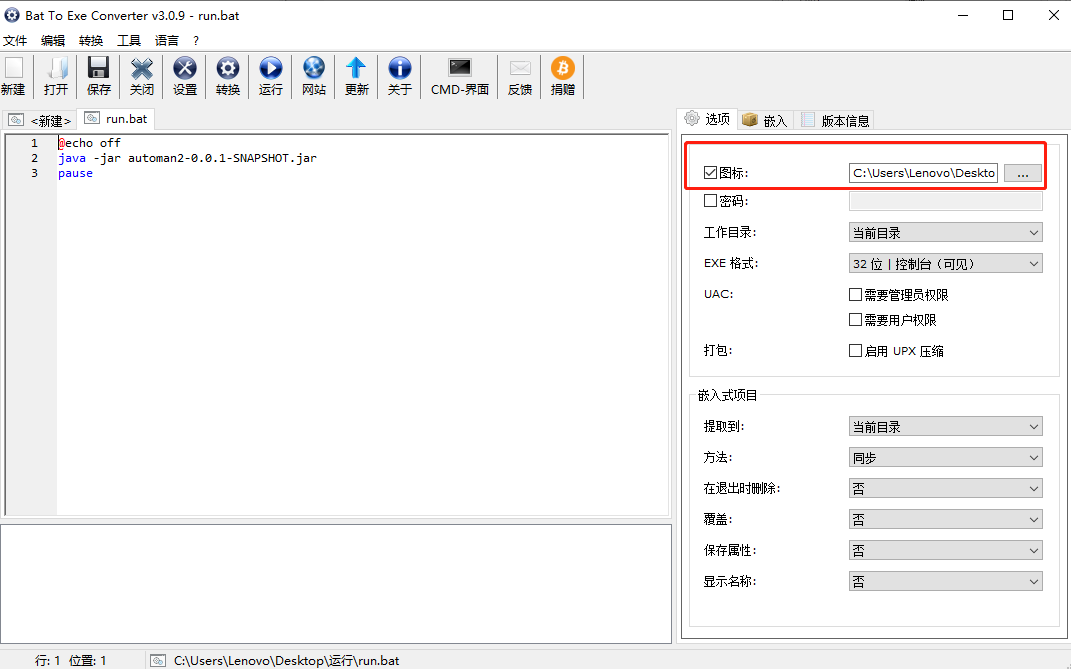 Bat To Exe Converter v3.0.9 - run.bat
文件 编辑 转换 工具 语言 ?
新建 打开 保存 关闭 设置 转换 运行 网站 更新 关于 CMD-界面 反馈 捐赠
<新建> run.bat
选项 嵌入 版本信息
1 @echo off
2 java -jar automan2-0.0.1-SNAPSHOT.jar
3 pause
图标: C:\Users\Lenovo\Deskto ...
密码:
工作目录: 当前目录
EXE 格式: 32 位 | 控制台（可见）
UAC: 需要管理员权限
需要用户权限
打包: 启用 UPX 压缩
嵌入式项目
提取到: 当前目录
方法: 同步
在退出时删除: 否
覆盖: 否
保存属性: 否
显示名称: 否
行: 1 位置: 1 C:\Users\Lenovo\Desktop\运行\run.bat